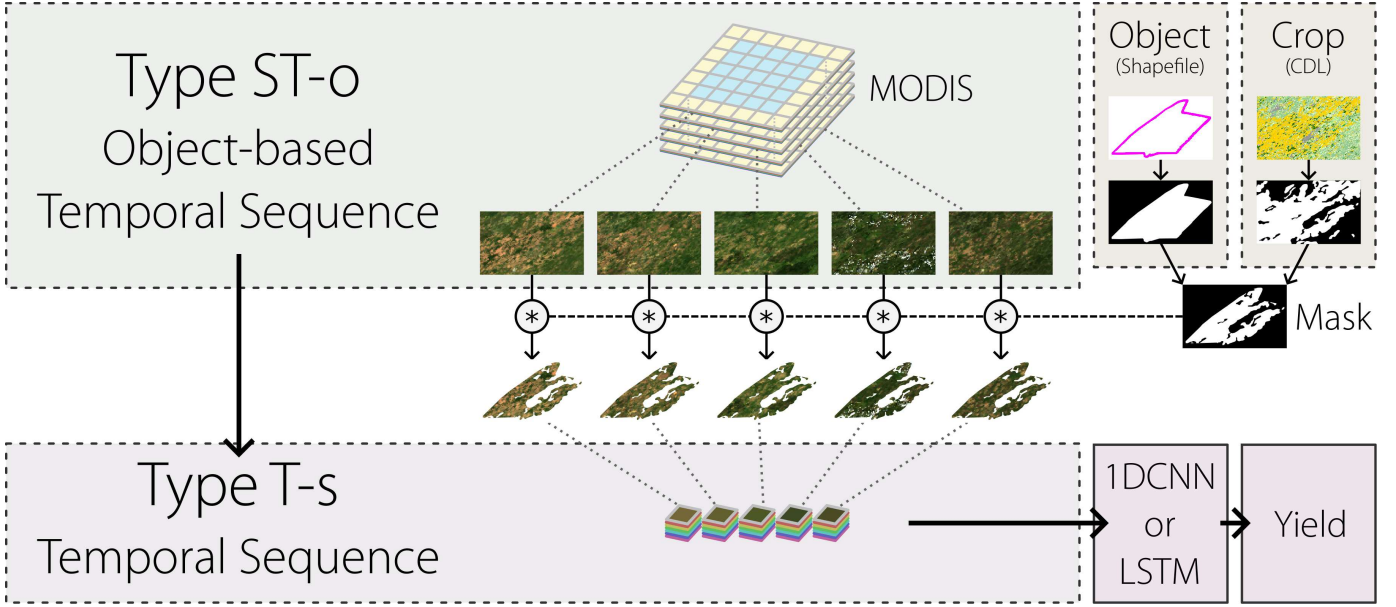 Type ST-o
Object-based
Temporal Sequence
MODIS
Object
(Shapefile)
Crop
(CDL)
* * * * *
Mask
Type T-s
Temporal Sequence
1DCNN
or
LSTM
Yield